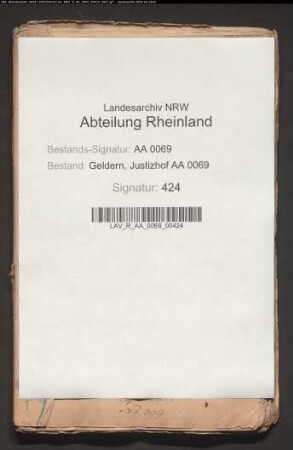 Landesarchiv NRW
Abteilung Rheinland
Bestands-Signatur: AA 0069
Bestand: Geldern, Justizhof AA 0069
Signatur: 424
LAV_R_AA_0069_00424